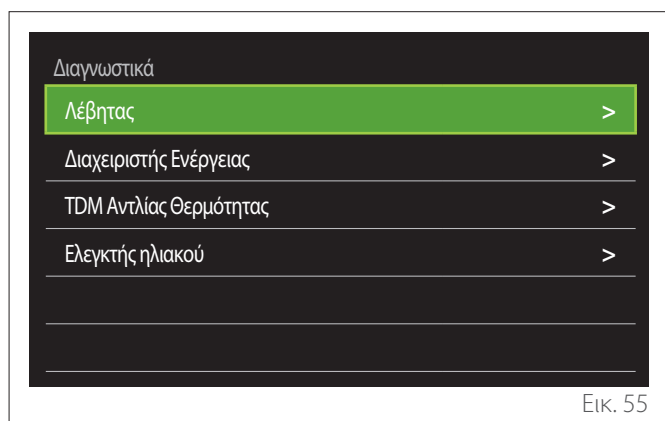 Διαγνωστικά
Λέβητας >
Διαχειριστής Ενέργειας >
TDM Αντλίας Θερμότητας >
Ελεγκτής ηλιακού >
Εικ. 55